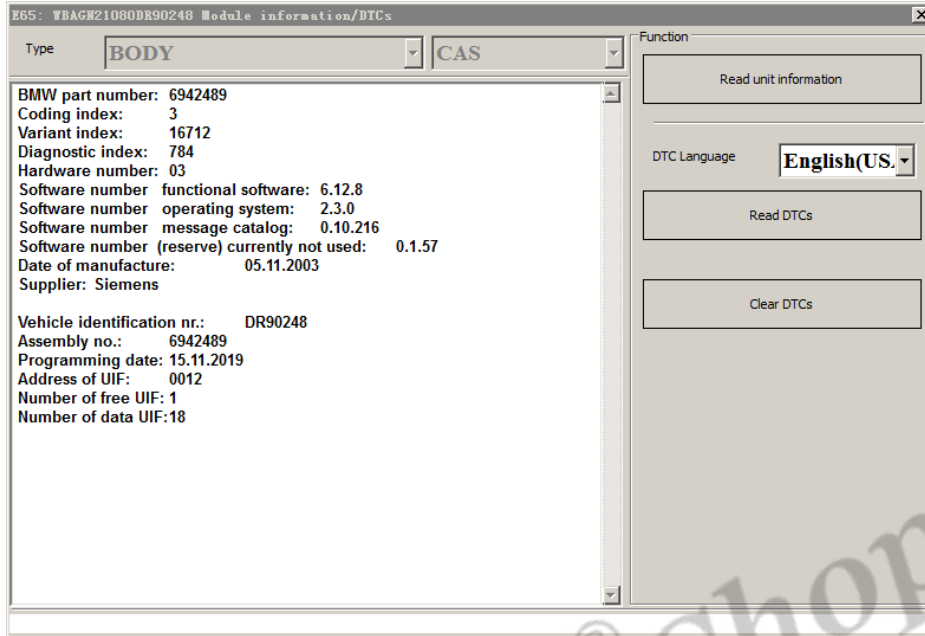 E65: WBAGH21080DR90248 Module information/DTCs
Type
BODY
CAS
BMW part number: 6942489
Coding index: 3
Variant index: 16712
Diagnostic index: 784
Hardware number: 03
Software number functional software: 6.12.8
Software number operating system: 2.3.0
Software number message catalog: 0.10.216
Software number (reserve) currently not used: 0.1.57
Date of manufacture: 05.11.2003
Supplier: Siemens
Vehicle identification nr.: DR90248
Assembly no.: 6942489
Programming date: 15.11.2019
Address of UIF: 0012
Number of free UIF: 1
Number of data UIF:18
Function
Read unit information
DTC Language
English(US.
Read DTCs
Clear DTCs
® shop